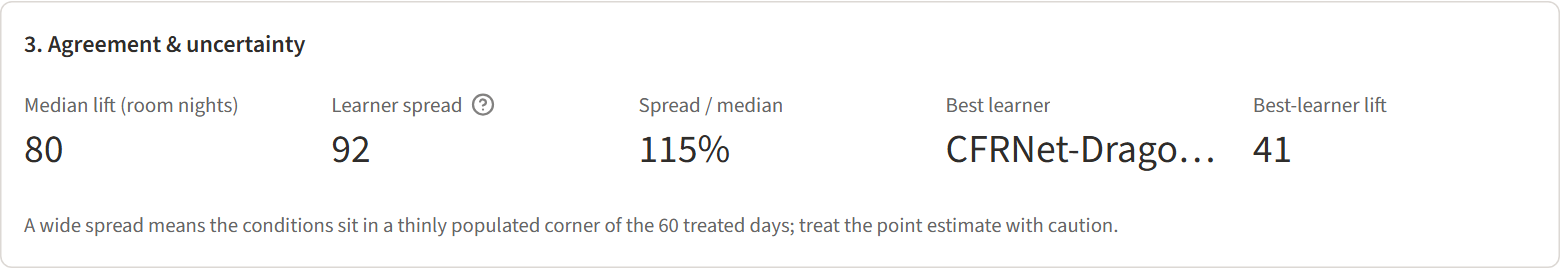 3. Agreement & uncertainty
Median lift (room nights)
80
Learner spread ?
92
Spread / median
115%
Best learner
CFRNet-Drago…
Best-learner lift
41
A wide spread means the conditions sit in a thinly populated corner of the 60 treated days; treat the point estimate with caution.